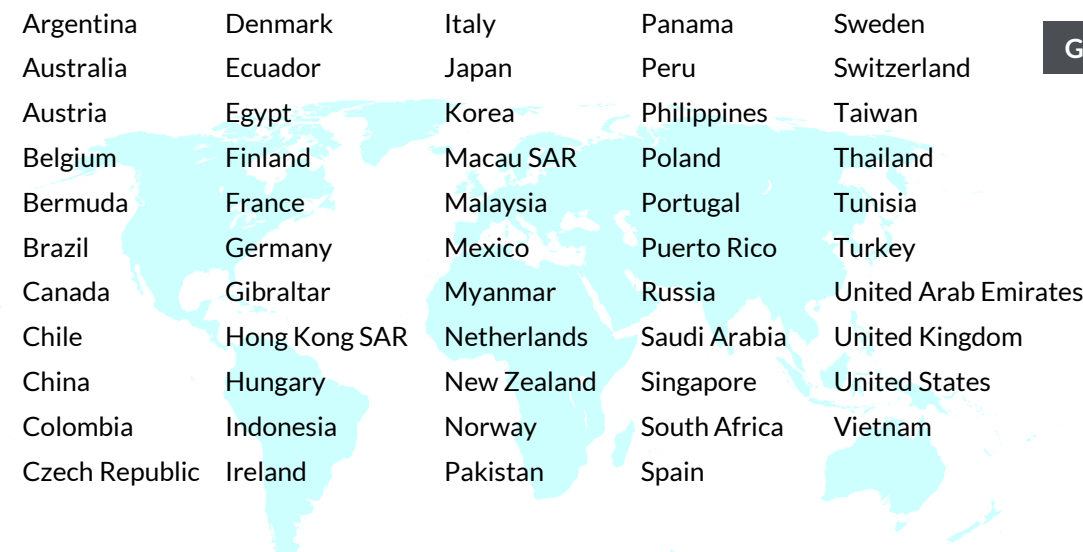 Argentina
Australia
Austria
Belgium
Bermuda
Brazil
Canada
Chile
China
Colombia
Czech Republic
Denmark
Ecuador
Egypt
Finland
France
Germany
Gibraltar
Hong Kong SAR
Hungary
Indonesia
Ireland
Italy
Japan
Korea
Macau SAR
Malaysia
Mexico
Myanmar
Netherlands
New Zealand
Norway
Pakistan
Panama
Peru
Philippines
Poland
Portugal
Puerto Rico
Russia
Saudi Arabia
Singapore
South Africa
Spain
Sweden
Switzerland
Taiwan
Thailand
Tunisia
Turkey
United Arab Emirates
United Kingdom
United States
Vietnam
G